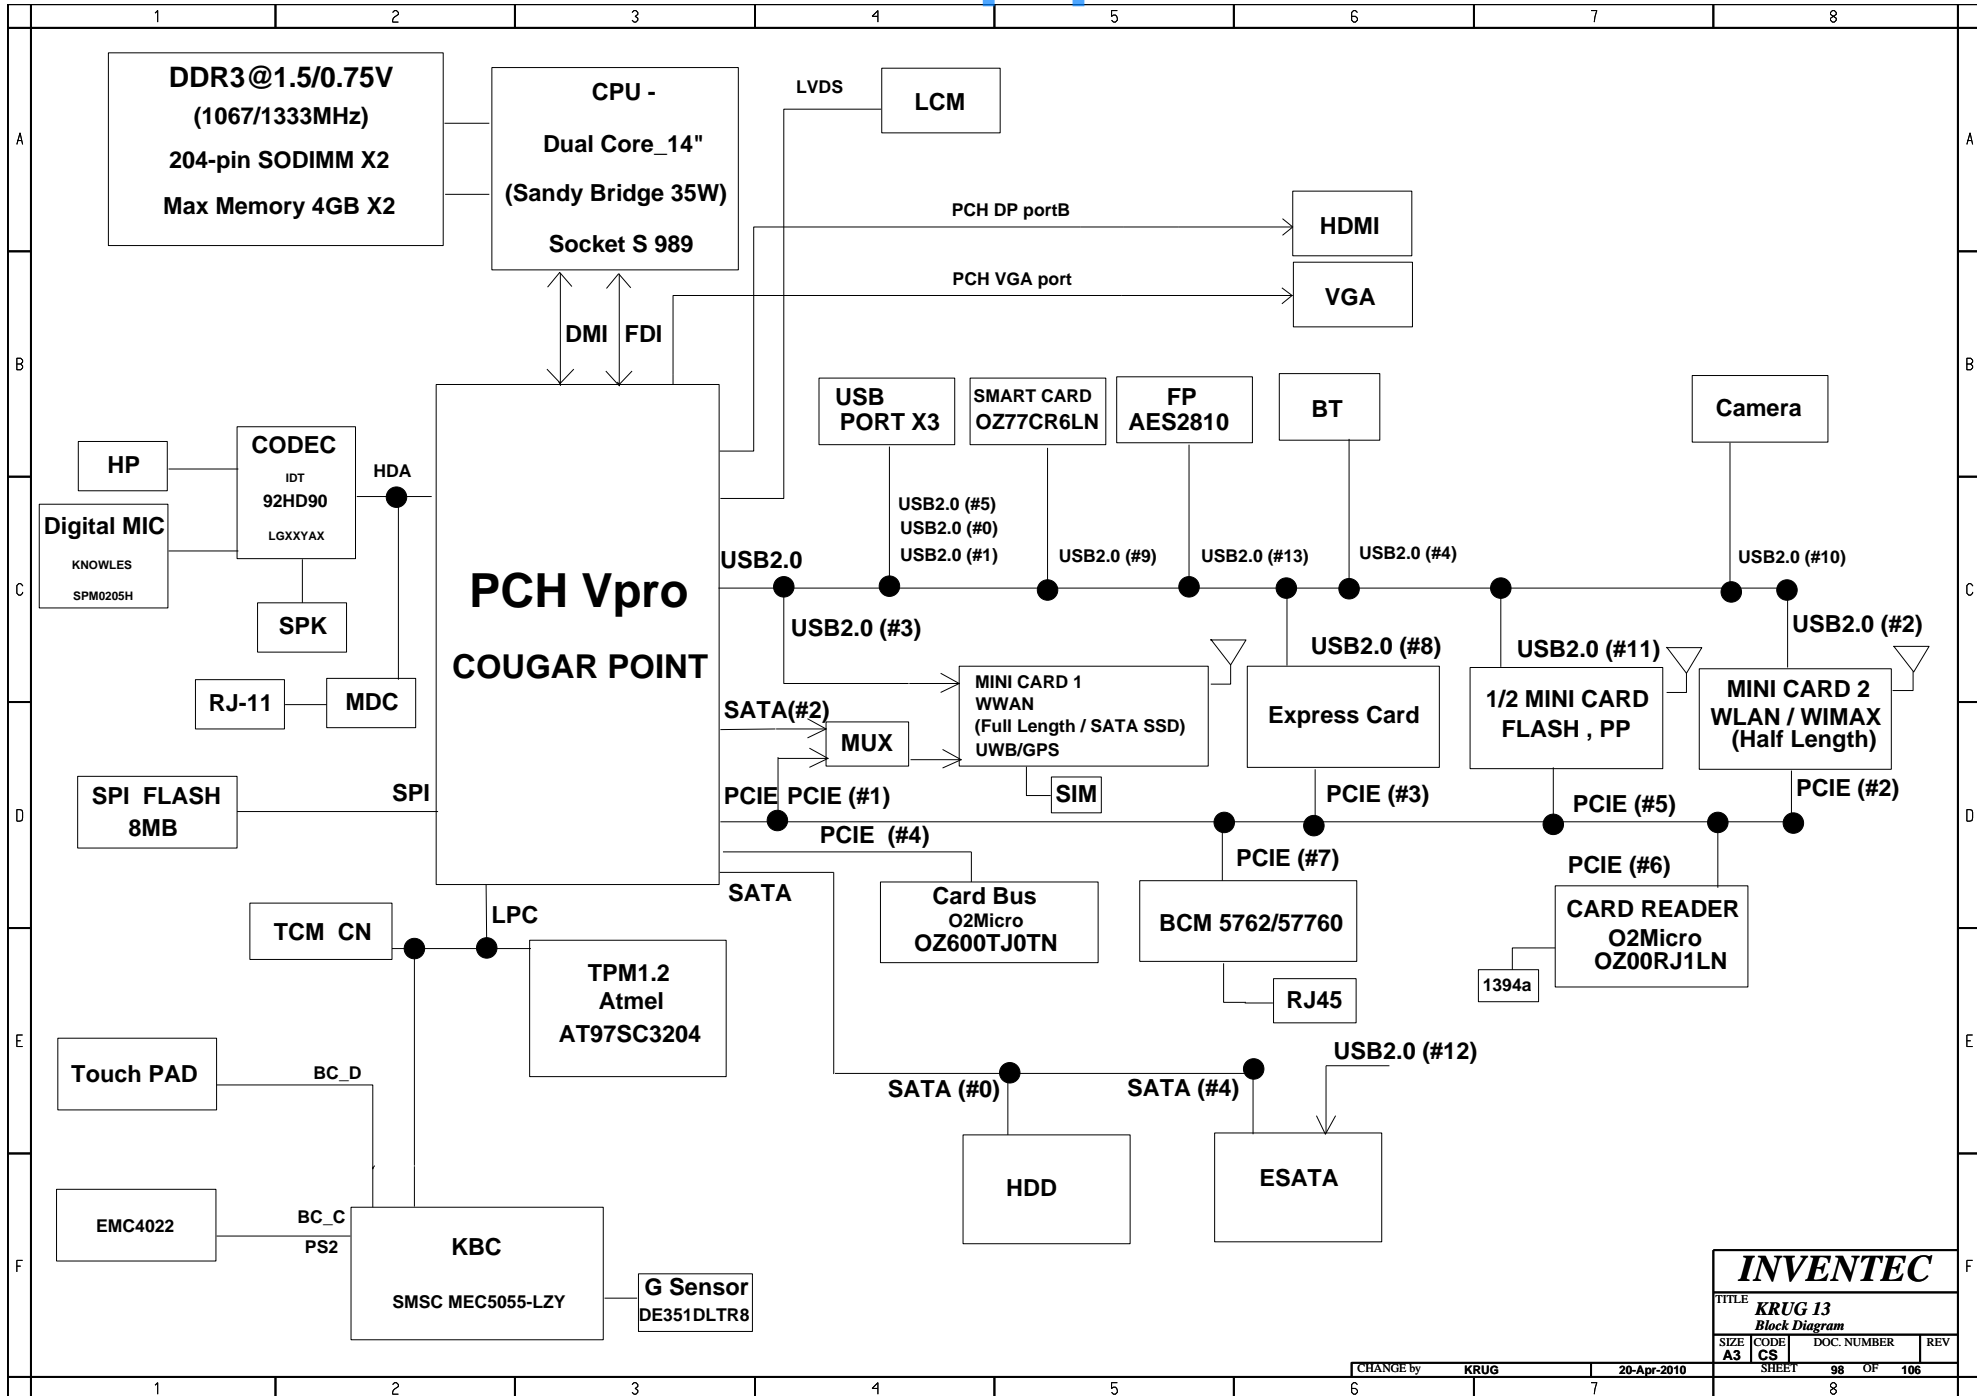 1 2 3 4 5 6 7 8
A
B
C
D
E
F
A
B
C
D
E
F
DDR3@1.5/0.75V
(1067/1333MHz)
204-pin SODIMM X2
Max Memory 4GB X2
CPU -
Dual Core_14"
(Sandy Bridge 35W)
Socket S 989
LVDS
LCM
PCH DP portB
HDMI
PCH VGA port
VGA
DMI
FDI
HP
CODEC
IDT
92HD90
LGXXYAX
HDA
Digital MIC
KNOWLES
SPM0205H
SPK
RJ-11
MDC
SPI FLASH
8MB
SPI
PCH Vpro
COUGAR POINT
USB
PORT X3
SMART CARD
OZ77CR6LN
FP
AES2810
BT
Camera
USB2.0 (#5)
USB2.0 (#0)
USB2.0 (#1)
USB2.0
USB2.0 (#9)
USB2.0 (#13)
USB2.0 (#4)
USB2.0 (#10)
USB2.0 (#3)
USB2.0 (#8)
USB2.0 (#11)
USB2.0 (#2)
MINI CARD 1
WWAN
(Full Length / SATA SSD)
UWB/GPS
Express Card
1/2 MINI CARD
FLASH , PP
MINI CARD 2
WLAN / WIMAX
(Half Length)
SATA(#2)
MUX
SIM
PCIE
PCIE (#1)
PCIE (#3)
PCIE (#5)
PCIE (#2)
PCIE (#4)
PCIE (#7)
PCIE (#6)
SATA
Card Bus
O2Micro
OZ600TJ0TN
BCM 5762/57760
CARD READER
O2Micro
OZ00RJ1LN
RJ45
1394a
TCM CN
LPC
TPM1.2
Atmel
AT97SC3204
Touch PAD
BC_D
SATA (#0)
SATA (#4)
USB2.0 (#12)
HDD
ESATA
EMC4022
BC_C
PS2
KBC
SMSC MEC5055-LZY
G Sensor
DE351DLTR8
INVENTEC
TITLE
KRUG 13
Block Diagram
SIZE CODE DOC. NUMBER REV
A3 CS
CHANGE by KRUG 20-Apr-2010 SHEET 98 OF 106
1 2 3 4 5 6 7 8